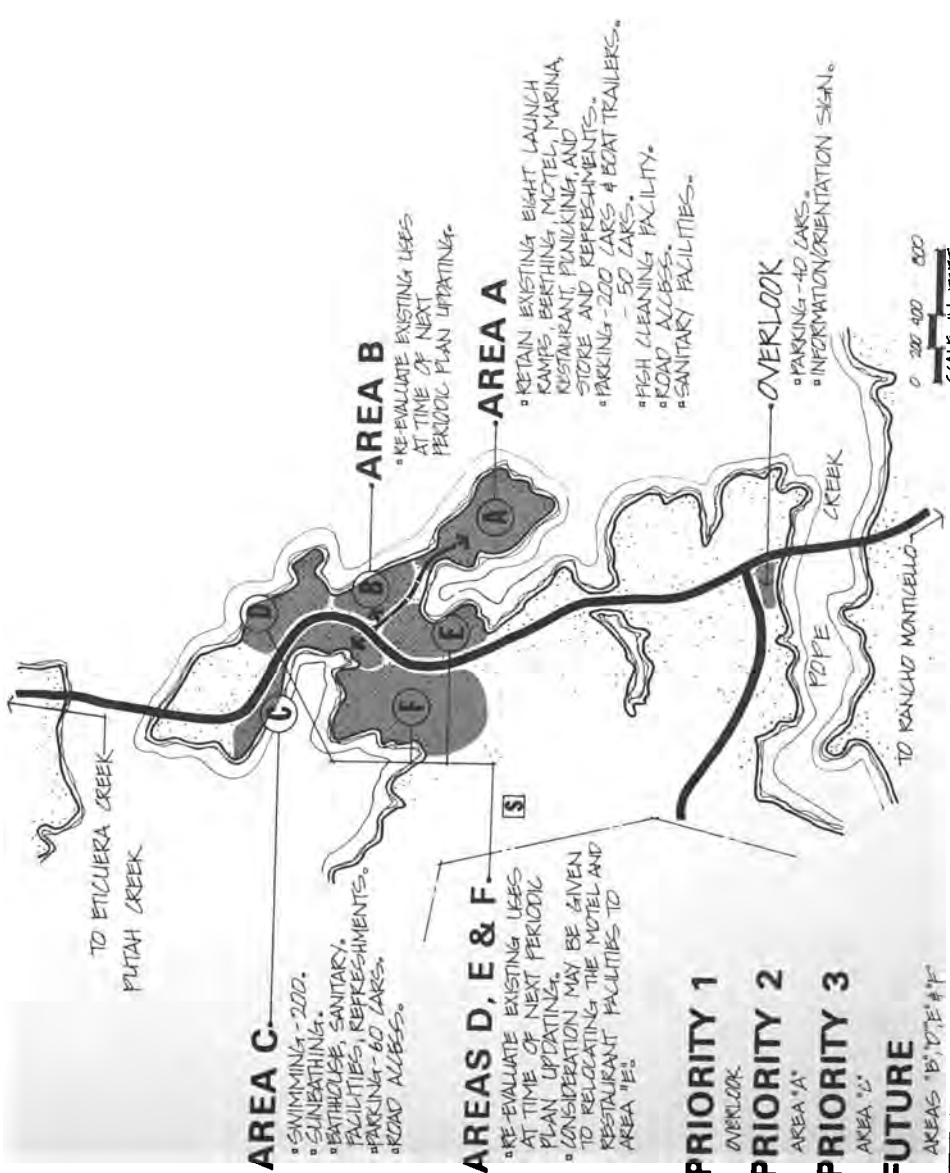 TO ETICUERA CREEK
PUTAH CREEK
AREA C
▫ SWIMMING-200.
▫ SUNBATHING.
▫ BATHHOUSE, SANITARY.
FACILITIES, REFRESHMENTS.
▫ PARKING-60 CARS.
▫ ROAD ACCESS.
AREAS D, E & F
▫ RE-EVALUATE EXISTING USES
AT TIME OF NEXT PERIODIC
PLAN UPDATING.
▫ CONSIDERATION MAY BE GIVEN
TO RELOCATING THE MOTEL AND
RESTAURANT FACILITIES TO
AREA "E".
PRIORITY 1
OVERLOOK
PRIORITY 2
AREA "A"
PRIORITY 3
AREA "C"
FUTURE
AREAS "B","D","E"&"F"
D
C
B
A
E
F
S
AREA B
▫ RE-EVALUATE EXISTING USES
AT TIME OF NEXT
PERIODIC PLAN UPDATING.
AREA A
▫ RETAIN EXISTING EIGHT LAUNCH
RAMPS, BERTHING, MOTEL, MARINA,
RESTAURANT, PICNICKING, AND
STORE AND REFRESHMENTS.
▫ PARKING-200 CARS & BOAT TRAILERS.
- 50 CARS.
▫ FISH CLEANING FACILITY.
▫ ROAD ACCESS.
▫ SANITARY FACILITIES.
OVERLOOK
▫ PARKING-40 CARS.
▫ INFORMATION/ORIENTATION SIGN.
POPE CREEK
TO RANCHO MONTICELLO
0 200 400 800
SCALE IN